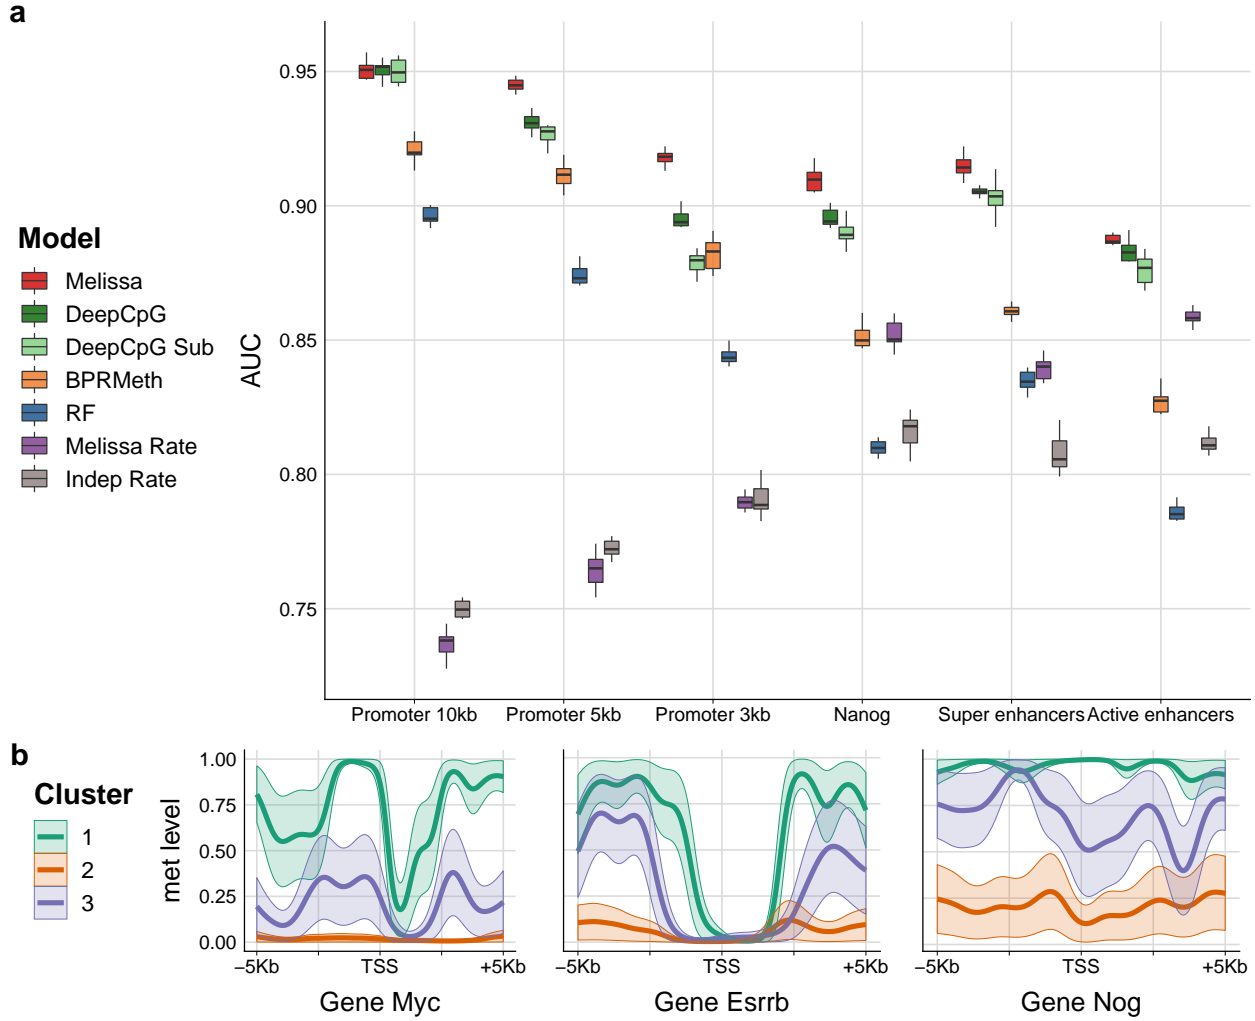 a
0.95
0.90
0.85
0.80
0.75
AUC
Model
Melissa
DeepCpG
DeepCpG Sub
BPRMeth
RF
Melissa Rate
Indep Rate
Promoter 10kb
Promoter 5kb
Promoter 3kb
Nanog
Super enhancers
Active enhancers
b
Cluster
1
2
3
met level
1.00
0.75
0.50
0.25
0.00
−5Kb
TSS
+5Kb
−5Kb
TSS
+5Kb
−5Kb
TSS
+5Kb
Gene Myc
Gene Esrrb
Gene Nog